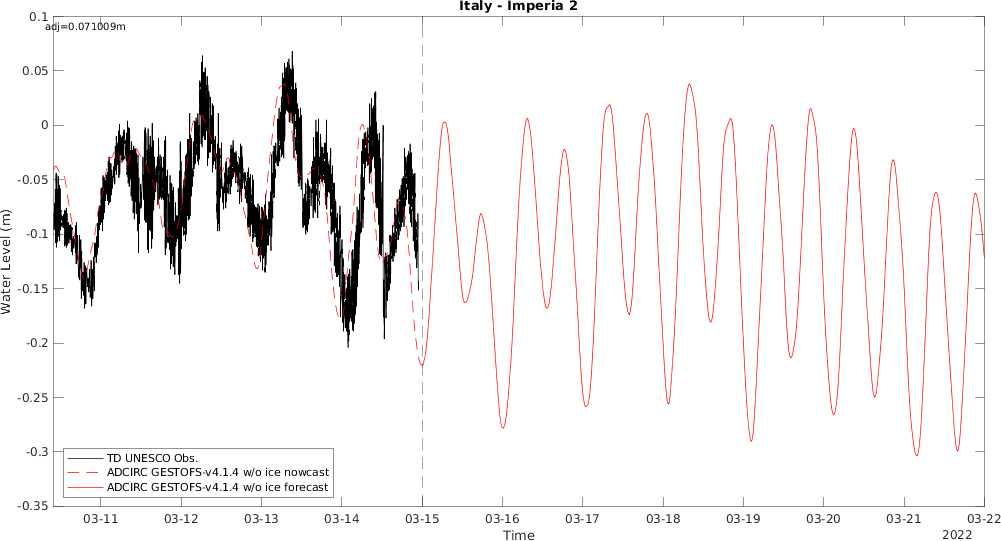 Italy - Imperia 2
adj=0.071009m
0.1
0.05
0
-0.05
-0.1
-0.15
-0.2
-0.25
-0.3
-0.35
Water Level (m)
TD UNESCO Obs.
ADCIRC GESTOFS-v4.1.4 w/o ice nowcast
ADCIRC GESTOFS-v4.1.4 w/o ice forecast
03-11 03-12 03-13 03-14 03-15 03-16 03-17 03-18 03-19 03-20 03-21 03-22
Time
2022